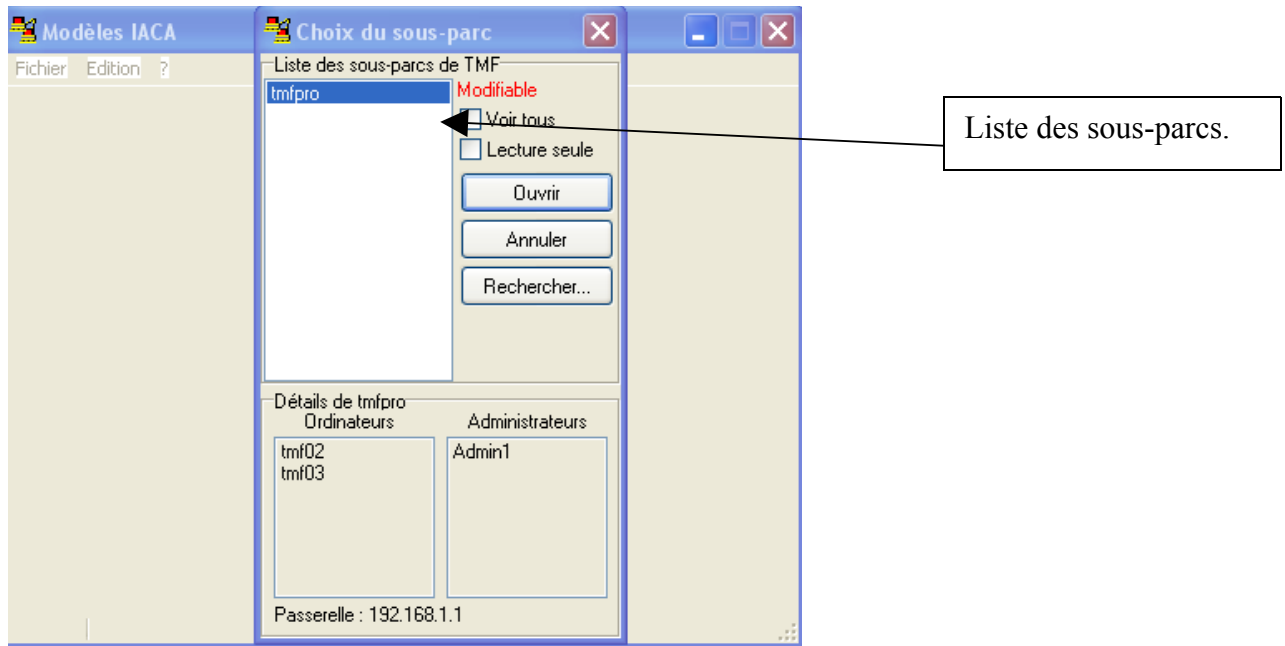 Modèles IACA
Fichier Edition ?
Choix du sous-parc
Liste des sous-parcs de TMF
tmfpro
Modifiable
Voir tous
Lecture seule
Ouvrir
Annuler
Rechercher...
Détails de tmfpro
Ordinateurs
Administrateurs
tmf02
tmf03
Admin1
Passerelle : 192.168.1.1
Liste des sous-parcs.